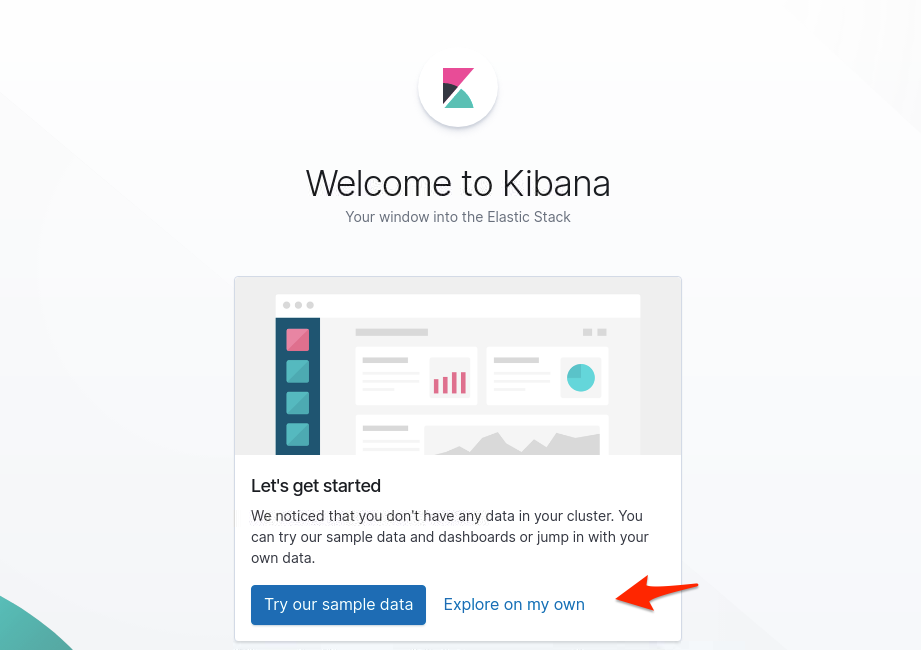 Welcome to Kibana
Your window into the Elastic Stack
Let's get started
We noticed that you don't have any data in your cluster. You
can try our sample data and dashboards or jump in with your
own data.
Try our sample data
Explore on my own